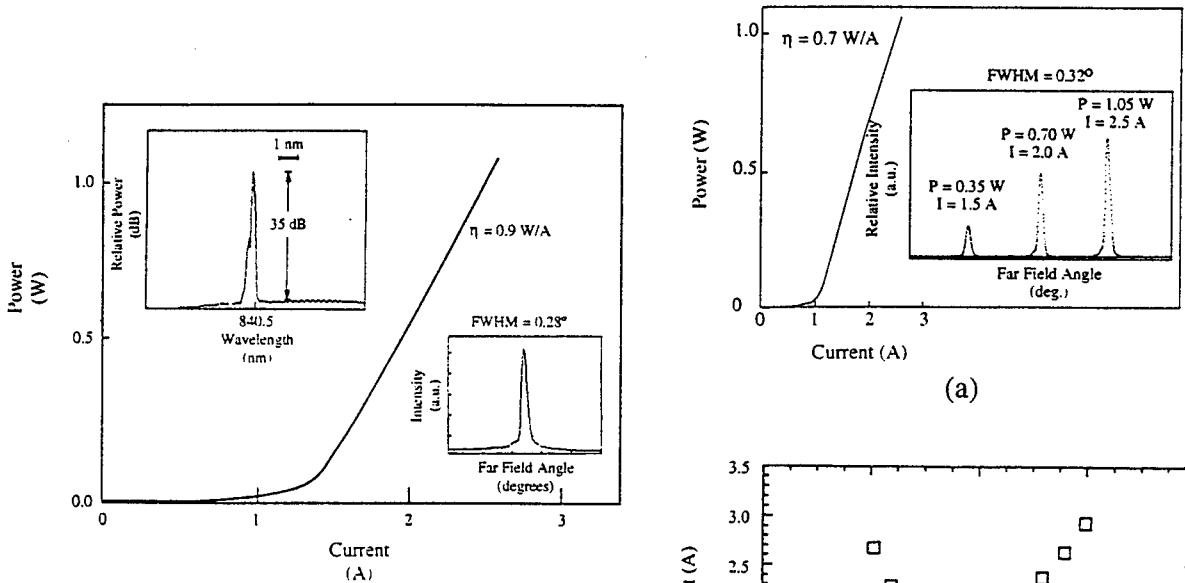 Power
(W)
1.0
0.5
0.0
0
1
2
3
Current
(A)
η = 0.9 W/A
Relative Power
(dB)
1 nm
35 dB
840.5
Wavelength
(nm)
FWHM = 0.28°
Intensity
(a.u.)
Far Field Angle
(degrees)
Power (W)
1.0
0.5
0
0
1
2
3
Current (A)
η = 0.7 W/A
FWHM = 0.32°
Relative Intensity
(a.u.)
P = 0.35 W
I = 1.5 A
P = 0.70 W
I = 2.0 A
P = 1.05 W
I = 2.5 A
Far Field Angle
(deg.)
(a)
3.5
3.0
2.5
(A)